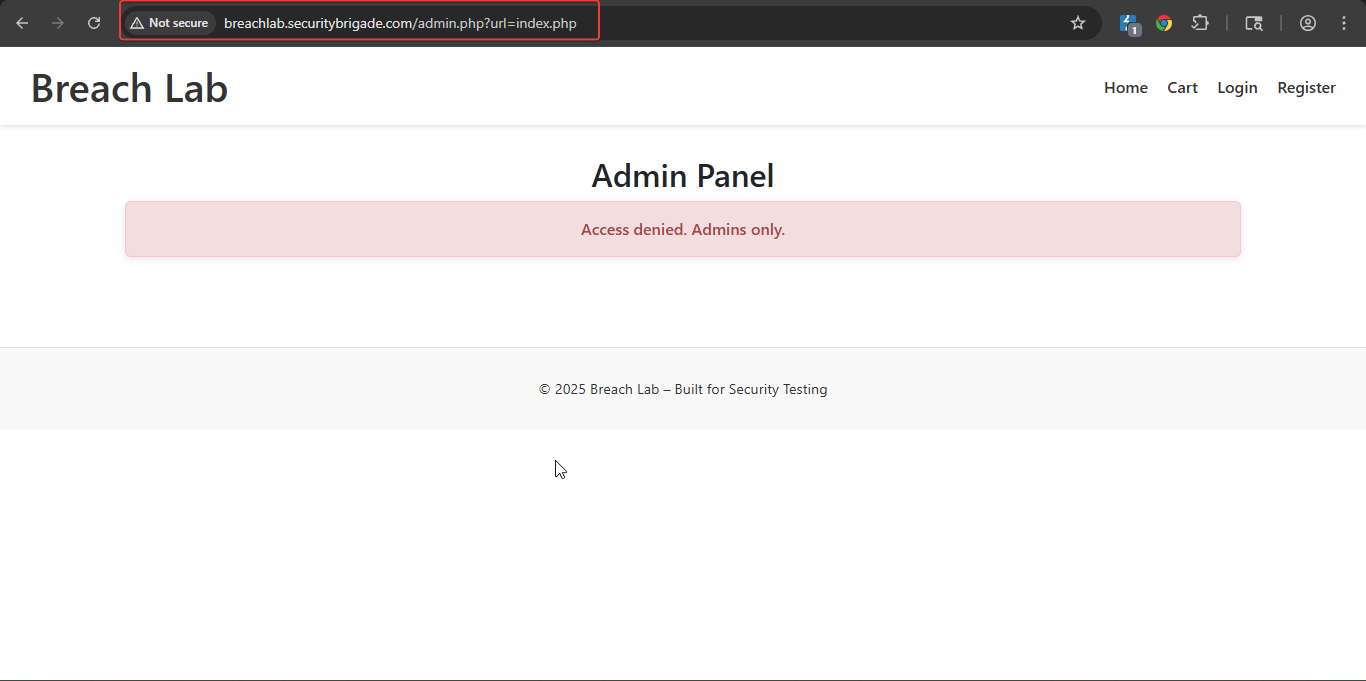 Not secure breachlab.securitybrigade.com/admin.php?url=index.php
1
Breach Lab
Home Cart Login Register
Admin Panel
Access denied. Admins only.
© 2025 Breach Lab – Built for Security Testing